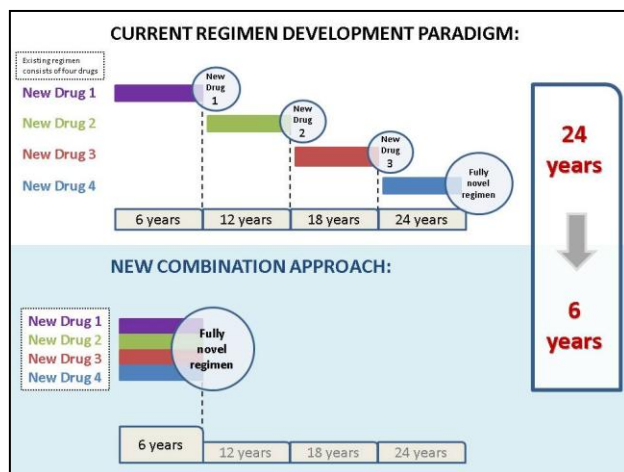 CURRENT REGIMEN DEVELOPMENT PARADIGM:
Existing regimen
consists of four drugs
New Drug 1
New Drug 2
New Drug 3
New Drug 4
New
Drug
1
New
Drug
2
New
Drug
3
Fully
novel
regimen
6 years
12 years
18 years
24 years
24
years
6
years
NEW COMBINATION APPROACH:
New Drug 1
New Drug 2
New Drug 3
New Drug 4
Fully
novel
regimen
6 years
12 years
18 years
24 years